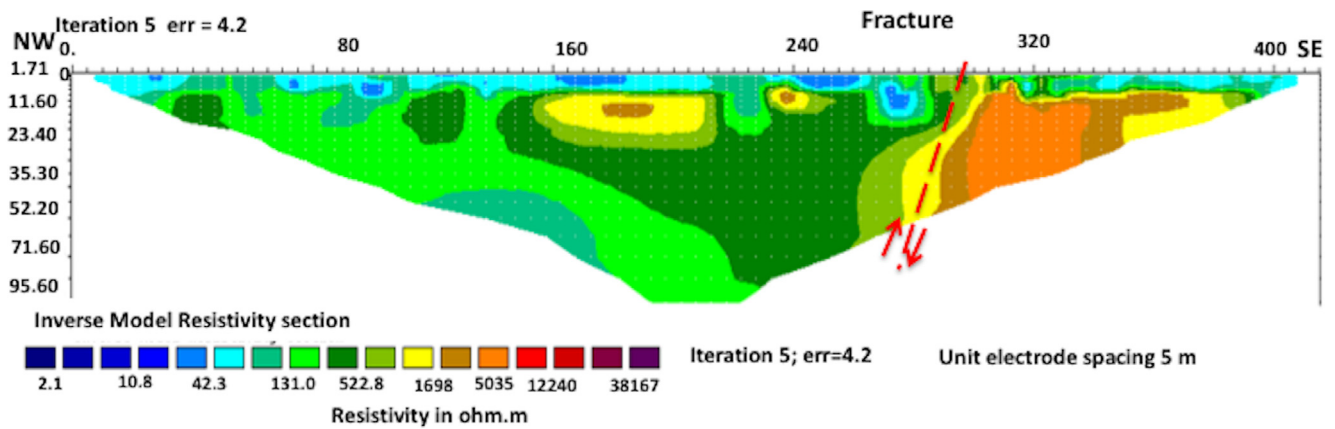 Iteration 5 err = 4.2
Fracture
NW 0. 80 160 240 320 400 SE
1.71 0
11.60
23.40
35.30
52.20
71.60
95.60
Inverse Model Resistivity section
2.1 10.8 42.3 131.0 522.8 1698 5035 12240 38167
Iteration 5; err=4.2
Unit electrode spacing 5 m
Resistivity in ohm.m